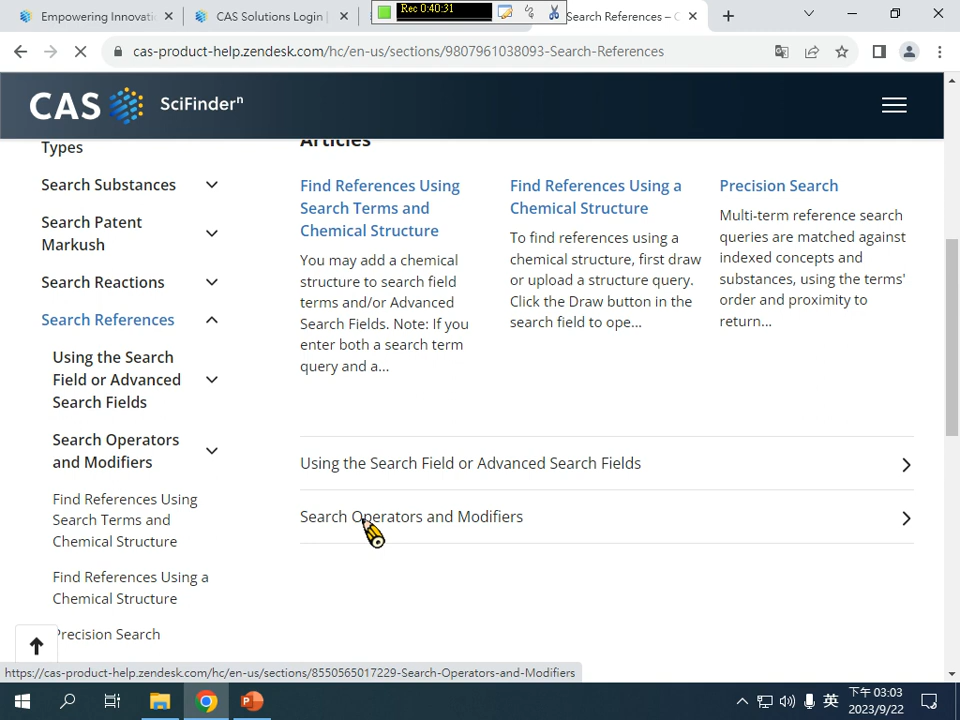 Empowering Innovati
CAS Solutions Login |
Rec 0:40:31
Search References – C
cas-product-help.zendesk.com/hc/en-us/sections/9807961038093-Search-References
CAS SciFinderⁿ
Types
Search Substances
Search Patent
Markush
Search Reactions
Search References
Using the Search
Field or Advanced
Search Fields
Search Operators
and Modifiers
Find References Using
Search Terms and
Chemical Structure
Find References Using a
Chemical Structure
Precision Search
Articles
Find References Using
Search Terms and
Chemical Structure
You may add a chemical
structure to search field
terms and/or Advanced
Search Fields. Note: If you
enter both a search term
query and a...
Find References Using a
Chemical Structure
To find references using a
chemical structure, first draw
or upload a structure query.
Click the Draw button in the
search field to ope...
Precision Search
Multi-term reference search
queries are matched against
indexed concepts and
substances, using the terms'
order and proximity to
return...
Using the Search Field or Advanced Search Fields
Search Operators and Modifiers
https://cas-product-help.zendesk.com/hc/en-us/sections/8550565017229-Search-Operators-and-Modifiers
英
下午 03:03
2023/9/22